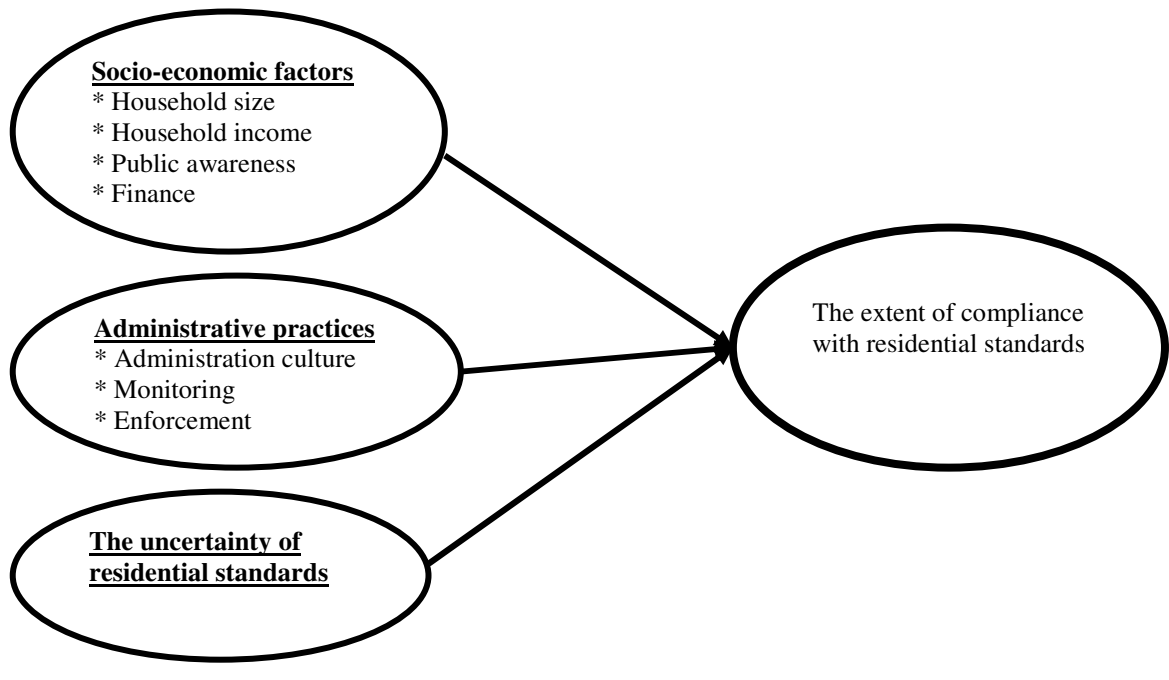 Socio-economic factors
* Household size
* Household income
* Public awareness
* Finance
Administrative practices
* Administration culture
* Monitoring
* Enforcement
The uncertainty of
residential standards
The extent of compliance
with residential standards